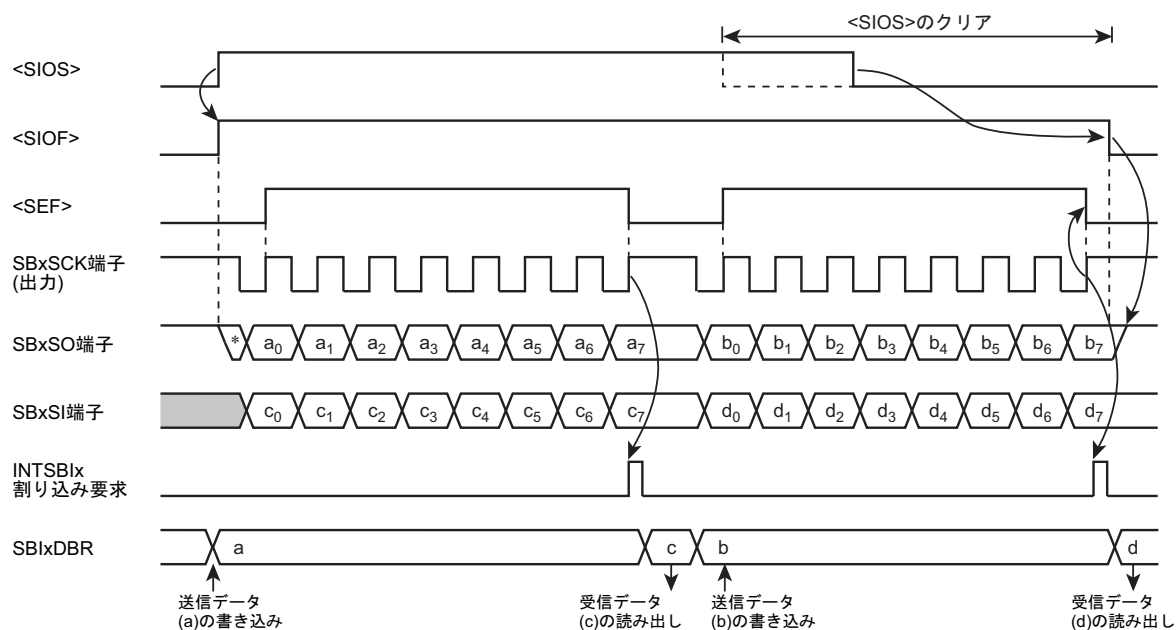 <SIOS>のクリア
<SIOS>
<SIOF>
<SEF>
SBxSCK端子
(出力)
SBxSO端子
* a0 a1 a2 a3 a4 a5 a6 a7 b0 b1 b2 b3 b4 b5 b6 b7
SBxSI端子
c0 c1 c2 c3 c4 c5 c6 c7 d0 d1 d2 d3 d4 d5 d6 d7
INTSBIx
割り込み要求
SBIxDBR
a c b d
送信データ
(a)の書き込み
受信データ
(c)の読み出し
送信データ
(b)の書き込み
受信データ
(d)の読み出し